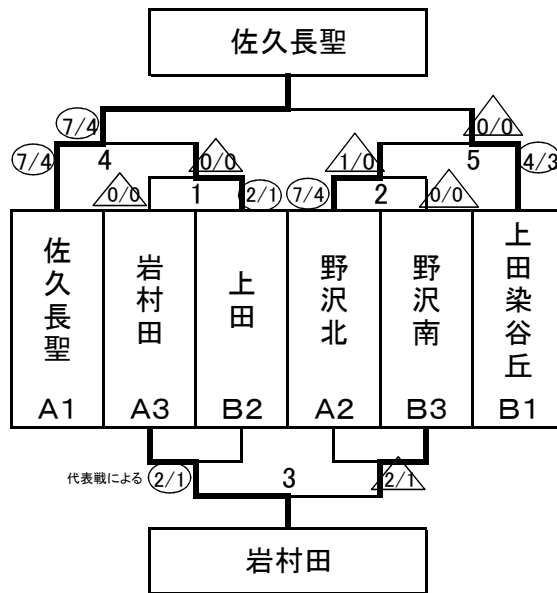 佐久長聖
7/4
0/0
7/4
4
0/0
1/0
5
4/3
0/0
1
2/1
7/4
2
0/0
佐久長聖
岩村田
上田
野沢北
野沢南
上田染谷丘
A1
A3
B2
A2
B3
B1
代表戦による
2/1
3
2/1
岩村田